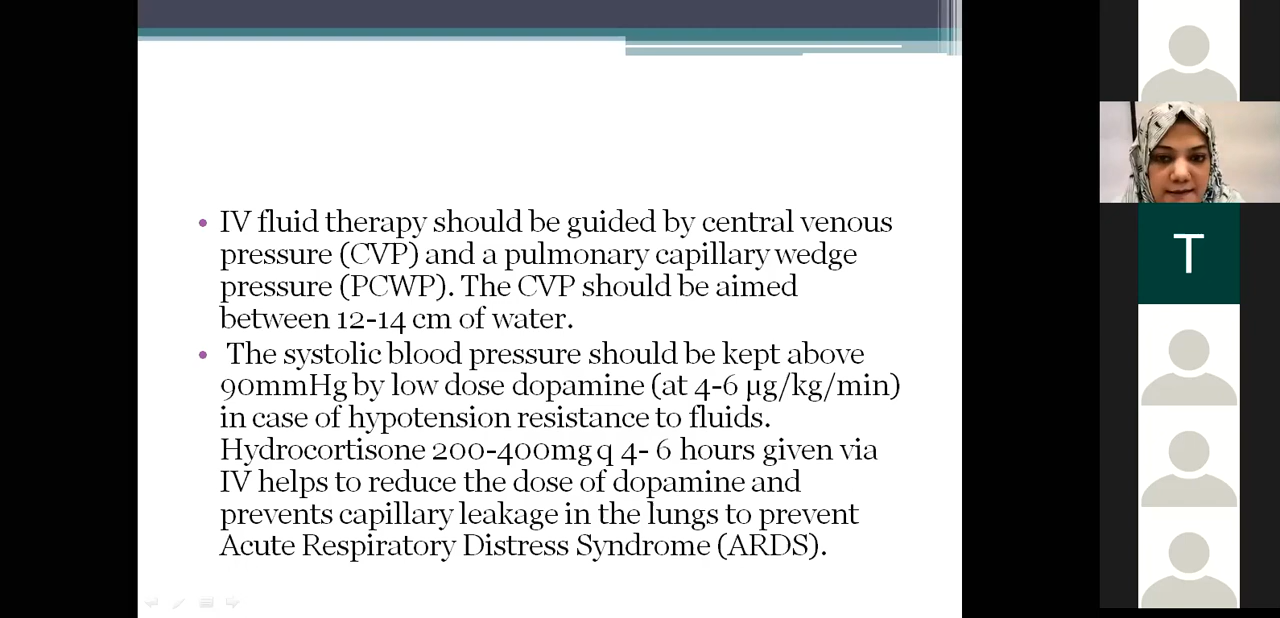 • IV fluid therapy should be guided by central venous
pressure (CVP) and a pulmonary capillary wedge
pressure (PCWP). The CVP should be aimed
between 12-14 cm of water.
• The systolic blood pressure should be kept above
90mmHg by low dose dopamine (at 4-6 µg/kg/min)
in case of hypotension resistance to fluids.
Hydrocortisone 200-400mg q 4- 6 hours given via
IV helps to reduce the dose of dopamine and
prevents capillary leakage in the lungs to prevent
Acute Respiratory Distress Syndrome (ARDS).
T